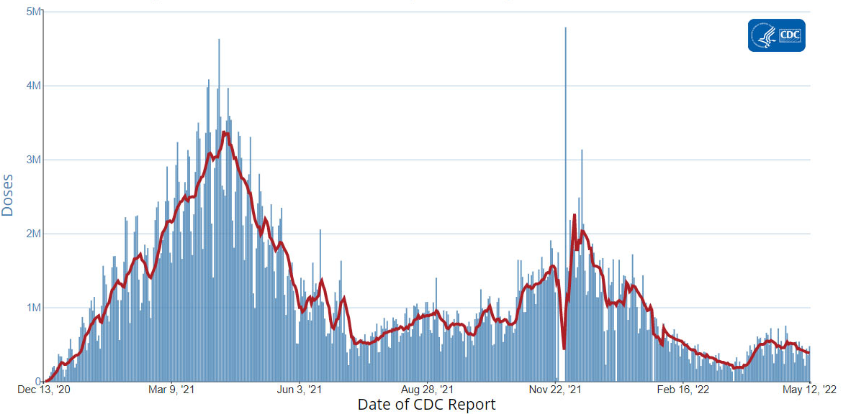 5M
CDC
4M
3M
Doses
2M
1M
0
Dec 13, '20 Mar 9, '21 Jun 3, '21 Aug 28, '21 Nov 22, '21 Feb 16, '22 May 12, '22
Date of CDC Report